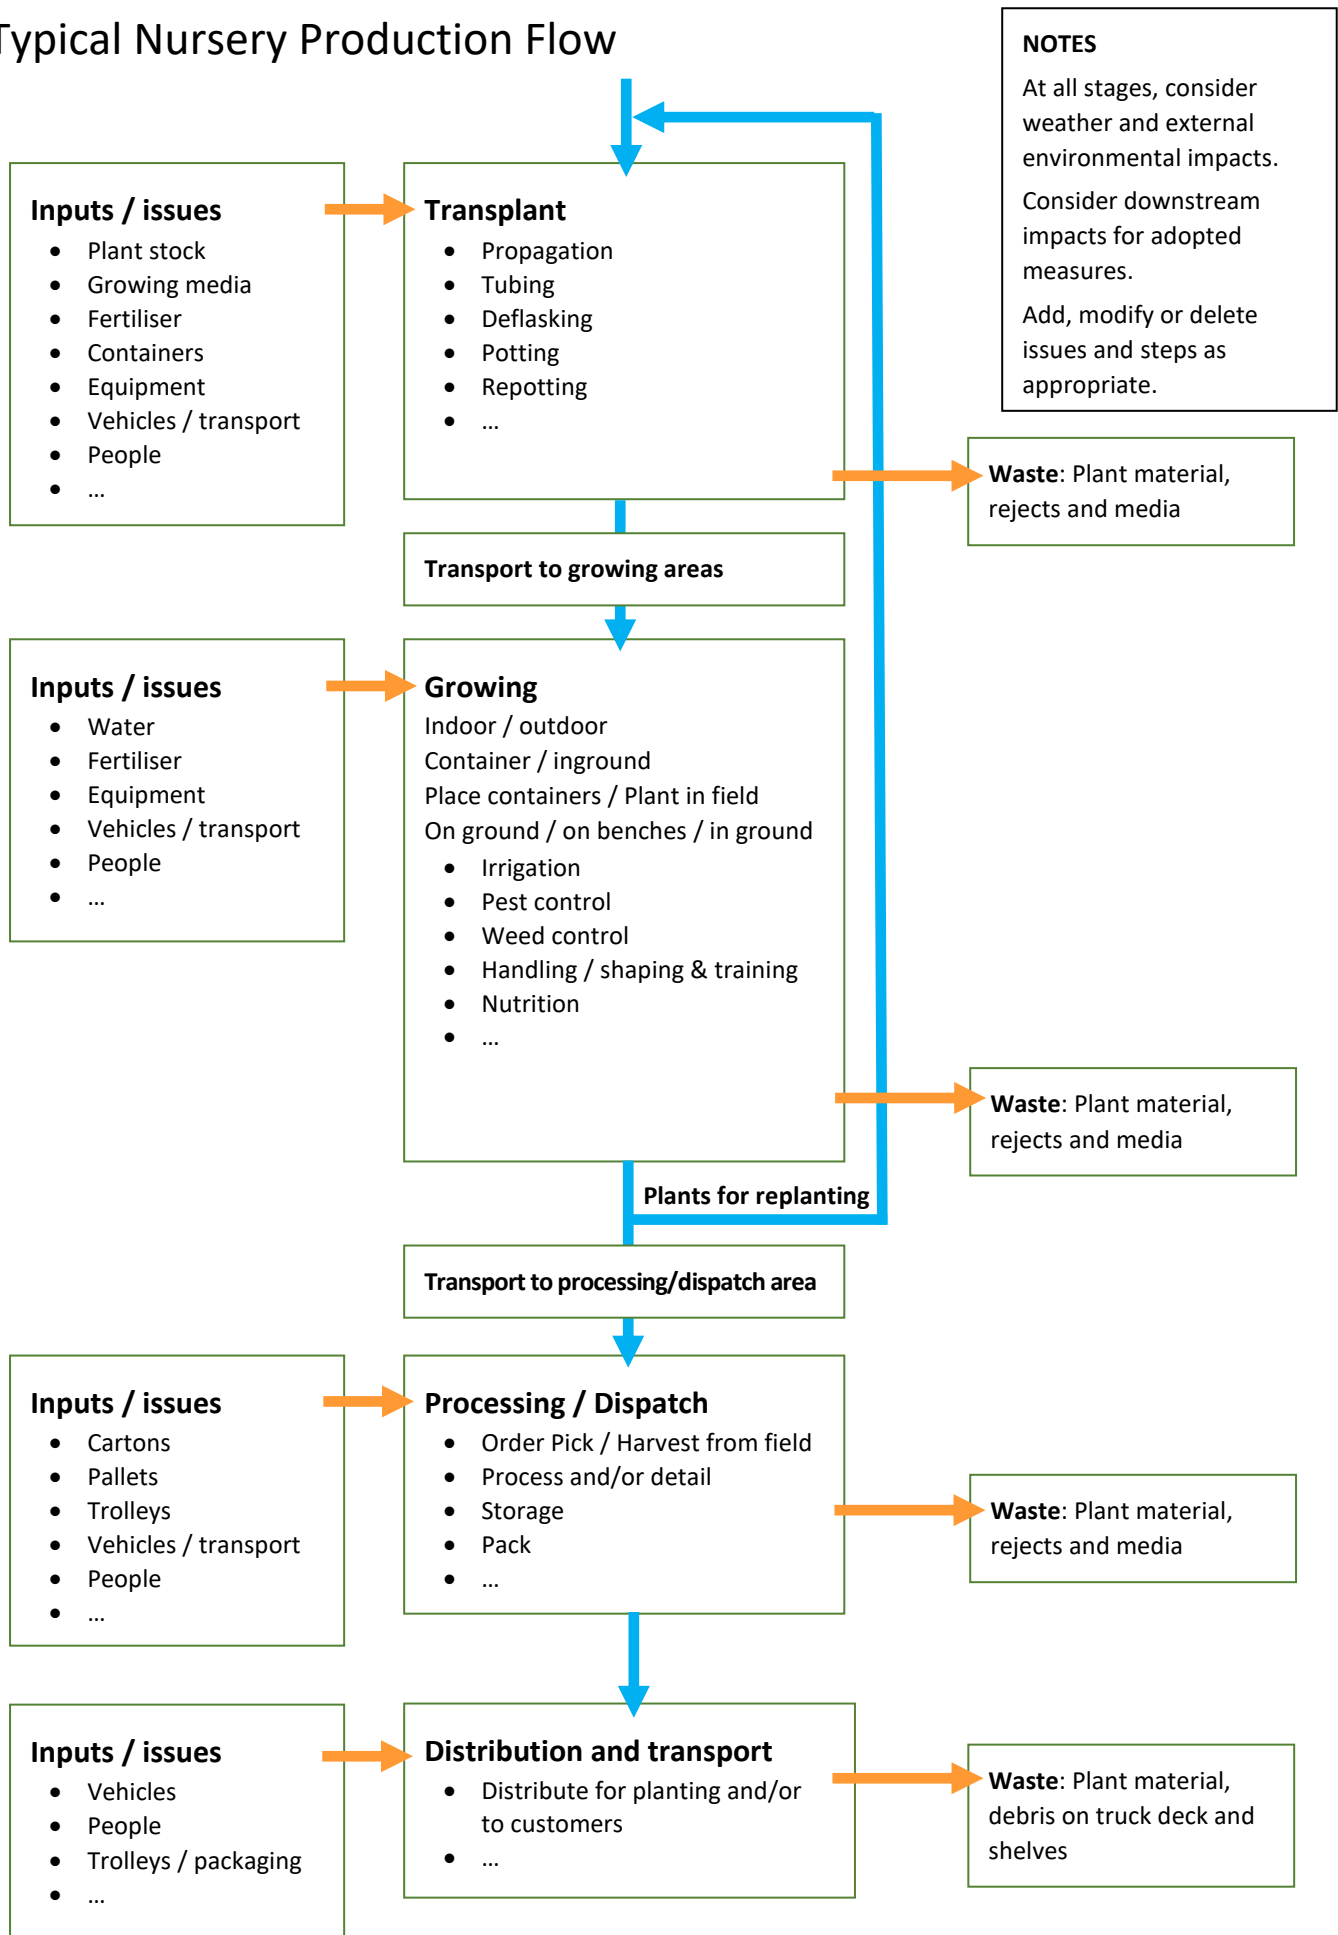 Typical Nursery Production Flow
NOTES
At all stages, consider
weather and external
environmental impacts.
Consider downstream
impacts for adopted
measures.
Add, modify or delete
issues and steps as
appropriate.
Inputs / issues
• Plant stock
• Growing media
• Fertiliser
• Containers
• Equipment
• Vehicles / transport
• People
• ...
Transplant
• Propagation
• Tubing
• Deflasking
• Potting
• Repotting
• ...
Waste: Plant material,
rejects and media
Transport to growing areas
Inputs / issues
• Water
• Fertiliser
• Equipment
• Vehicles / transport
• People
• ...
Growing
Indoor / outdoor
Container / inground
Place containers / Plant in field
On ground / on benches / in ground
• Irrigation
• Pest control
• Weed control
• Handling / shaping & training
• Nutrition
• ...
Waste: Plant material,
rejects and media
Plants for replanting
Transport to processing/dispatch area
Inputs / issues
• Cartons
• Pallets
• Trolleys
• Vehicles / transport
• People
• ...
Processing / Dispatch
• Order Pick / Harvest from field
• Process and/or detail
• Storage
• Pack
• ...
Waste: Plant material,
rejects and media
Inputs / issues
• Vehicles
• People
• Trolleys / packaging
• ...
Distribution and transport
• Distribute for planting and/or
to customers
• ...
Waste: Plant material,
debris on truck deck and
shelves